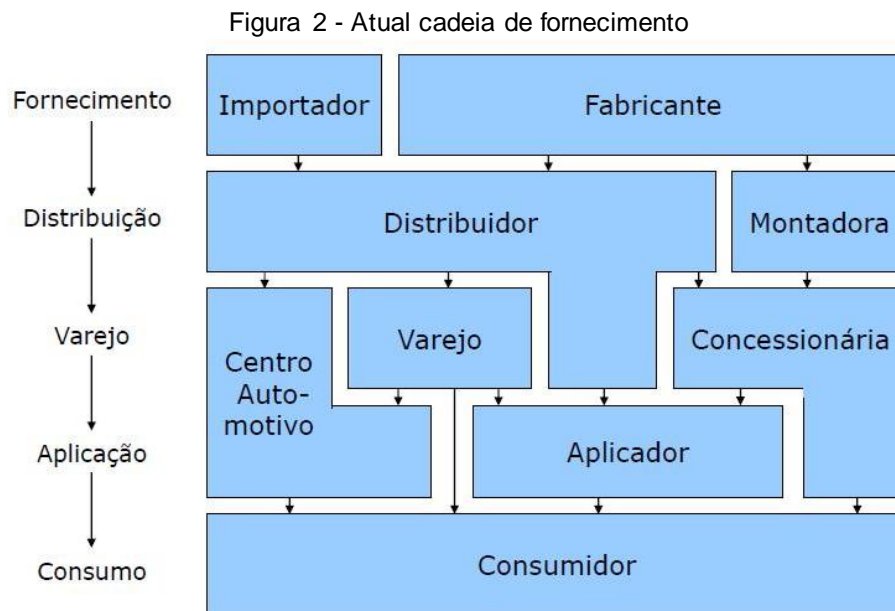 Figura 2 - Atual cadeia de fornecimento
Fornecimento
Importador
Fabricante
Distribuição
Distribuidor
Montadora
Varejo
Centro
Auto-
motivo
Varejo
Concessionária
Aplicação
Aplicador
Consumo
Consumidor